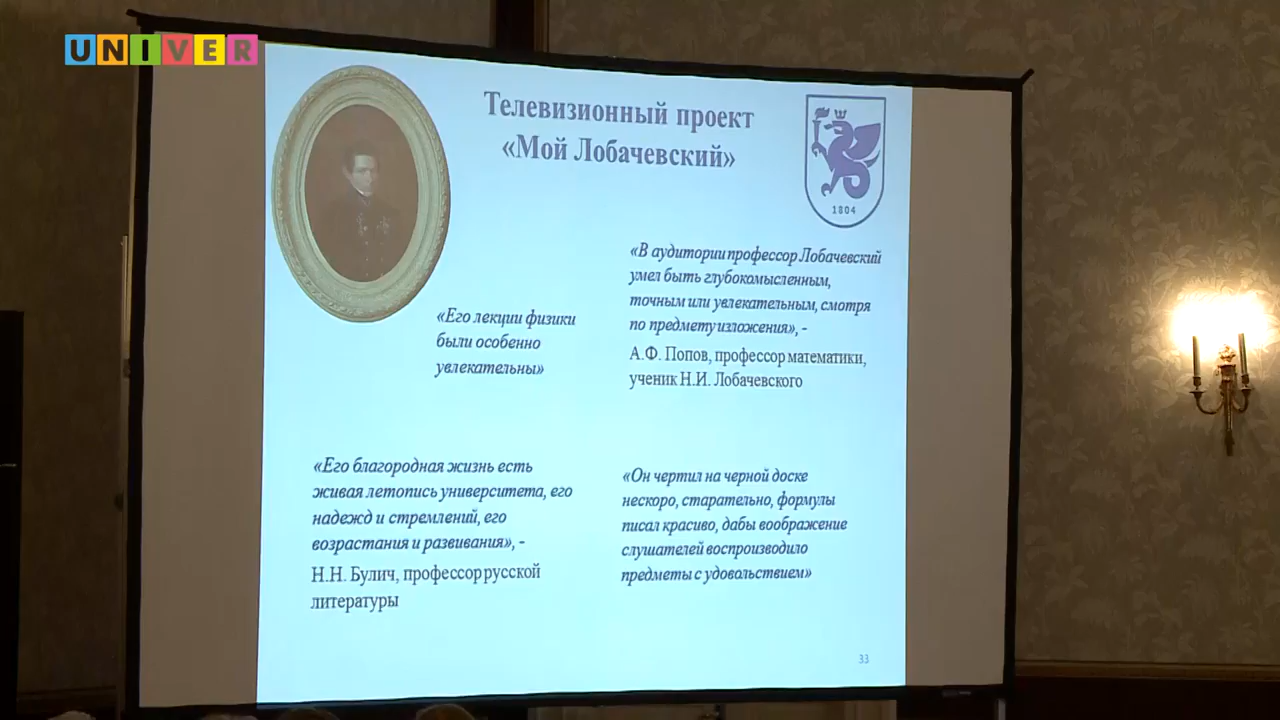 UNIVER
Телевизионный проект
«Мой Лобачевский»
1804
«В аудитории профессор Лобачевский
умел быть глубокомысленным,
точным или увлекательным, смотря
по предмету изложения», -
А.Ф. Попов, профессор математики,
ученик Н.И. Лобачевского
«Его лекции физики
были особенно
увлекательны»
«Его благородная жизнь есть
живая летопись университета, его
надежд и стремлений, его
возрастания и развивания», -
Н.Н. Булич, профессор русской
литературы
«Он чертил на черной доске
нескоро, старательно, формулы
писал красиво, дабы воображение
слушателей воспроизводило
предметы с удовольствием»
33